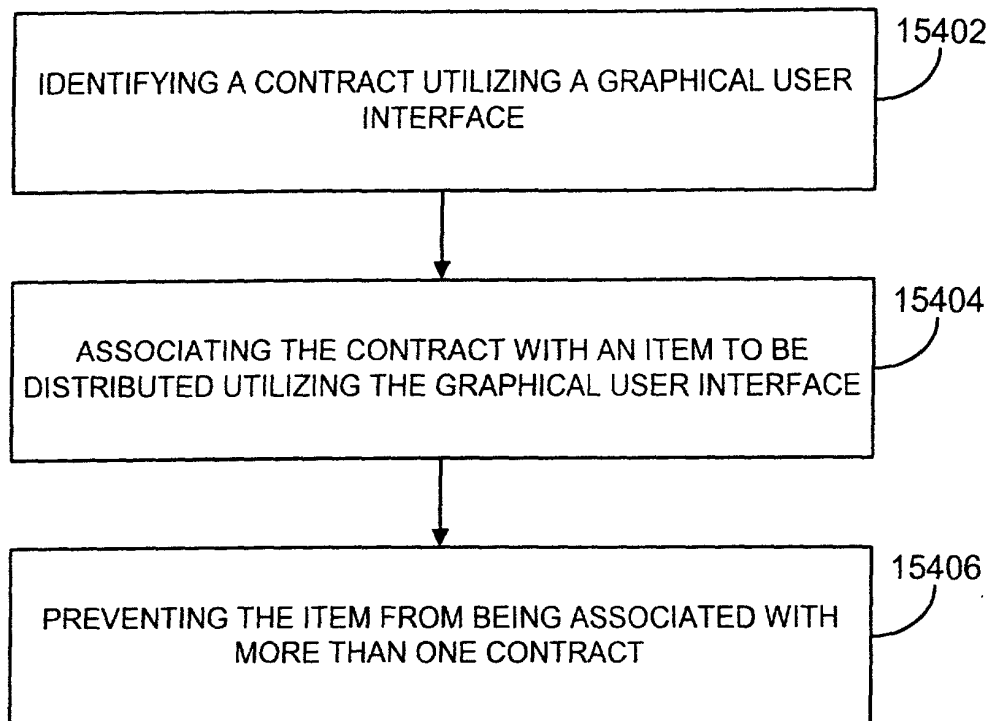 15402
IDENTIFYING A CONTRACT UTILIZING A GRAPHICAL USER
INTERFACE
15404
ASSOCIATING THE CONTRACT WITH AN ITEM TO BE
DISTRIBUTED UTILIZING THE GRAPHICAL USER INTERFACE
15406
PREVENTING THE ITEM FROM BEING ASSOCIATED WITH
MORE THAN ONE CONTRACT